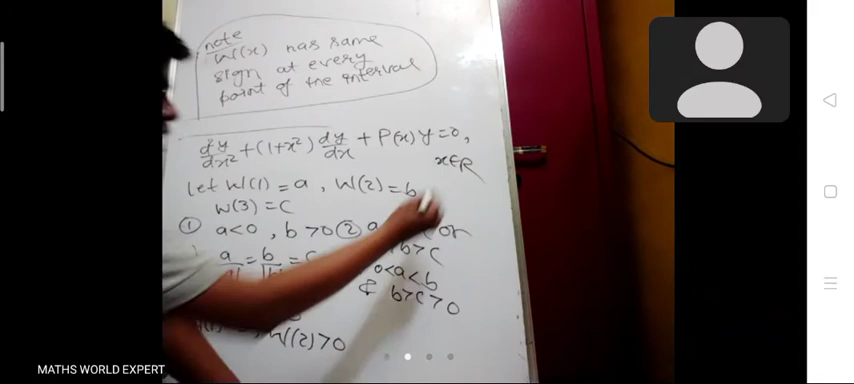 note
W(x) has same
sign at every
point of the interval
d²y/dx² + (1+x²) dy/dx + P(x) y = 0,
x∈R
let W(1) = a, W(2) = b
W(3) = c
① a<0, b>0 ② a or
a = b = c b>c
0<a<b
& b>c>0
W(2)>0
MATHS WORLD EXPERT